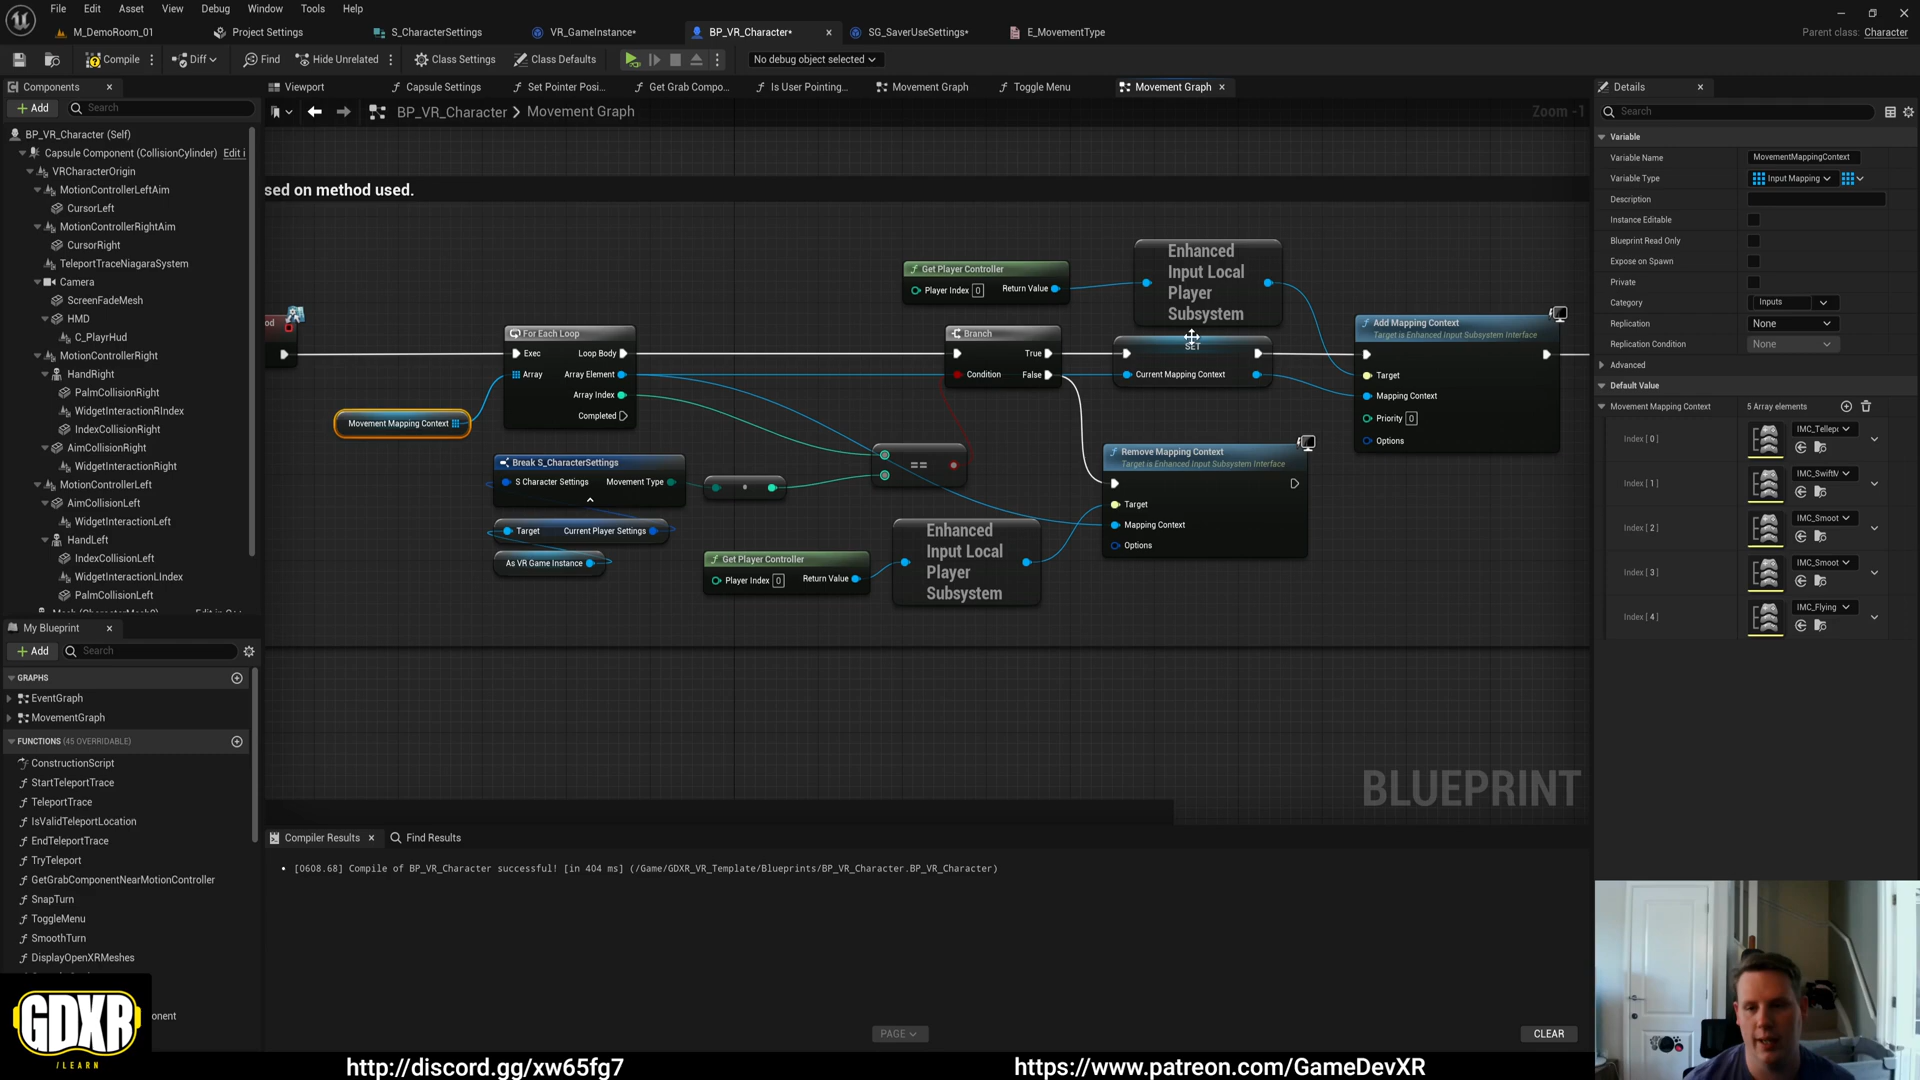 File Edit Asset View Debug Window Tools Help
M_DemoRoom_01 Project Settings S_CharacterSettings VR_GameInstance* BP_VR_Character* SG_SaverUseSettings* E_MovementType
Parent class: Character
Compile Diff Find Hide Unrelated Class Settings Class Defaults No debug object selected
Components
Add Search
BP_VR_Character (Self)
Capsule Component (CollisionCylinder) Edit i
VRCharacterOrigin
MotionControllerLeftAim
CursorLeft
MotionControllerRightAim
CursorRight
TeleportTraceNiagaraSystem
Camera
ScreenFadeMesh
HMD
C_PlayrHud
MotionControllerRight
HandRight
PalmCollisionRight
WidgetInteractionRIndex
IndexCollisionRight
AimCollisionRight
WidgetInteractionRight
MotionControllerLeft
AimCollisionLeft
WidgetInteractionLeft
HandLeft
IndexCollisionLeft
WidgetInteractionLIndex
PalmCollisionLeft
My Blueprint
Add Search
GRAPHS
EventGraph
MovementGraph
FUNCTIONS (45 OVERRIDABLE)
ConstructionScript
StartTeleportTrace
TeleportTrace
IsValidTeleportLocation
EndTeleportTrace
TryTeleport
GetGrabComponentNearMotionController
SnapTurn
ToggleMenu
SmoothTurn
DisplayOpenXRMeshes
onent
GDXR
/LEARN
Viewport Capsule Settings Set Pointer Posi... Get Grab Compo... Is User Pointing... Movement Graph Toggle Menu Movement Graph
BP_VR_Character > Movement Graph
Zoom -1
sed on method used.
od
For Each Loop
Exec Loop Body
Array Array Element
Array Index
Completed
Movement Mapping Context
Break S_CharacterSettings
S Character Settings Movement Type
Target Current Player Settings
As VR Game Instance
==
Get Player Controller
Player Index 0 Return Value
Enhanced
Input Local
Player
Subsystem
Branch
True
Condition False
SET
Current Mapping Context
Add Mapping Context
Target is Enhanced Input Subsystem Interface
Target
Mapping Context
Priority 0
Options
Remove Mapping Context
Target is Enhanced Input Subsystem Interface
Target
Mapping Context
Options
Get Player Controller
Player Index 0 Return Value
Enhanced
Input Local
Player
Subsystem
BLUEPRINT
Compiler Results Find Results
[0608.68] Compile of BP_VR_Character successful! [in 404 ms] (/Game/GDXR_VR_Template/Blueprints/BP_VR_Character.BP_VR_Character)
PAGE
CLEAR
Details
Search
Variable
Variable Name MovementMappingContext
Variable Type Input Mapping
Description
Instance Editable
Blueprint Read Only
Expose on Spawn
Private
Category Inputs
Replication None
Replication Condition None
Advanced
Default Value
Movement Mapping Context 5 Array elements
Index [ 0 ] IMC_Telep
Index [ 1 ] IMC_Swift
Index [ 2 ] IMC_Smoot
Index [ 3 ] IMC_Smoot
Index [ 4 ] IMC_Flying
http://discord.gg/xw65fg7
https://www.patreon.com/GameDevXR